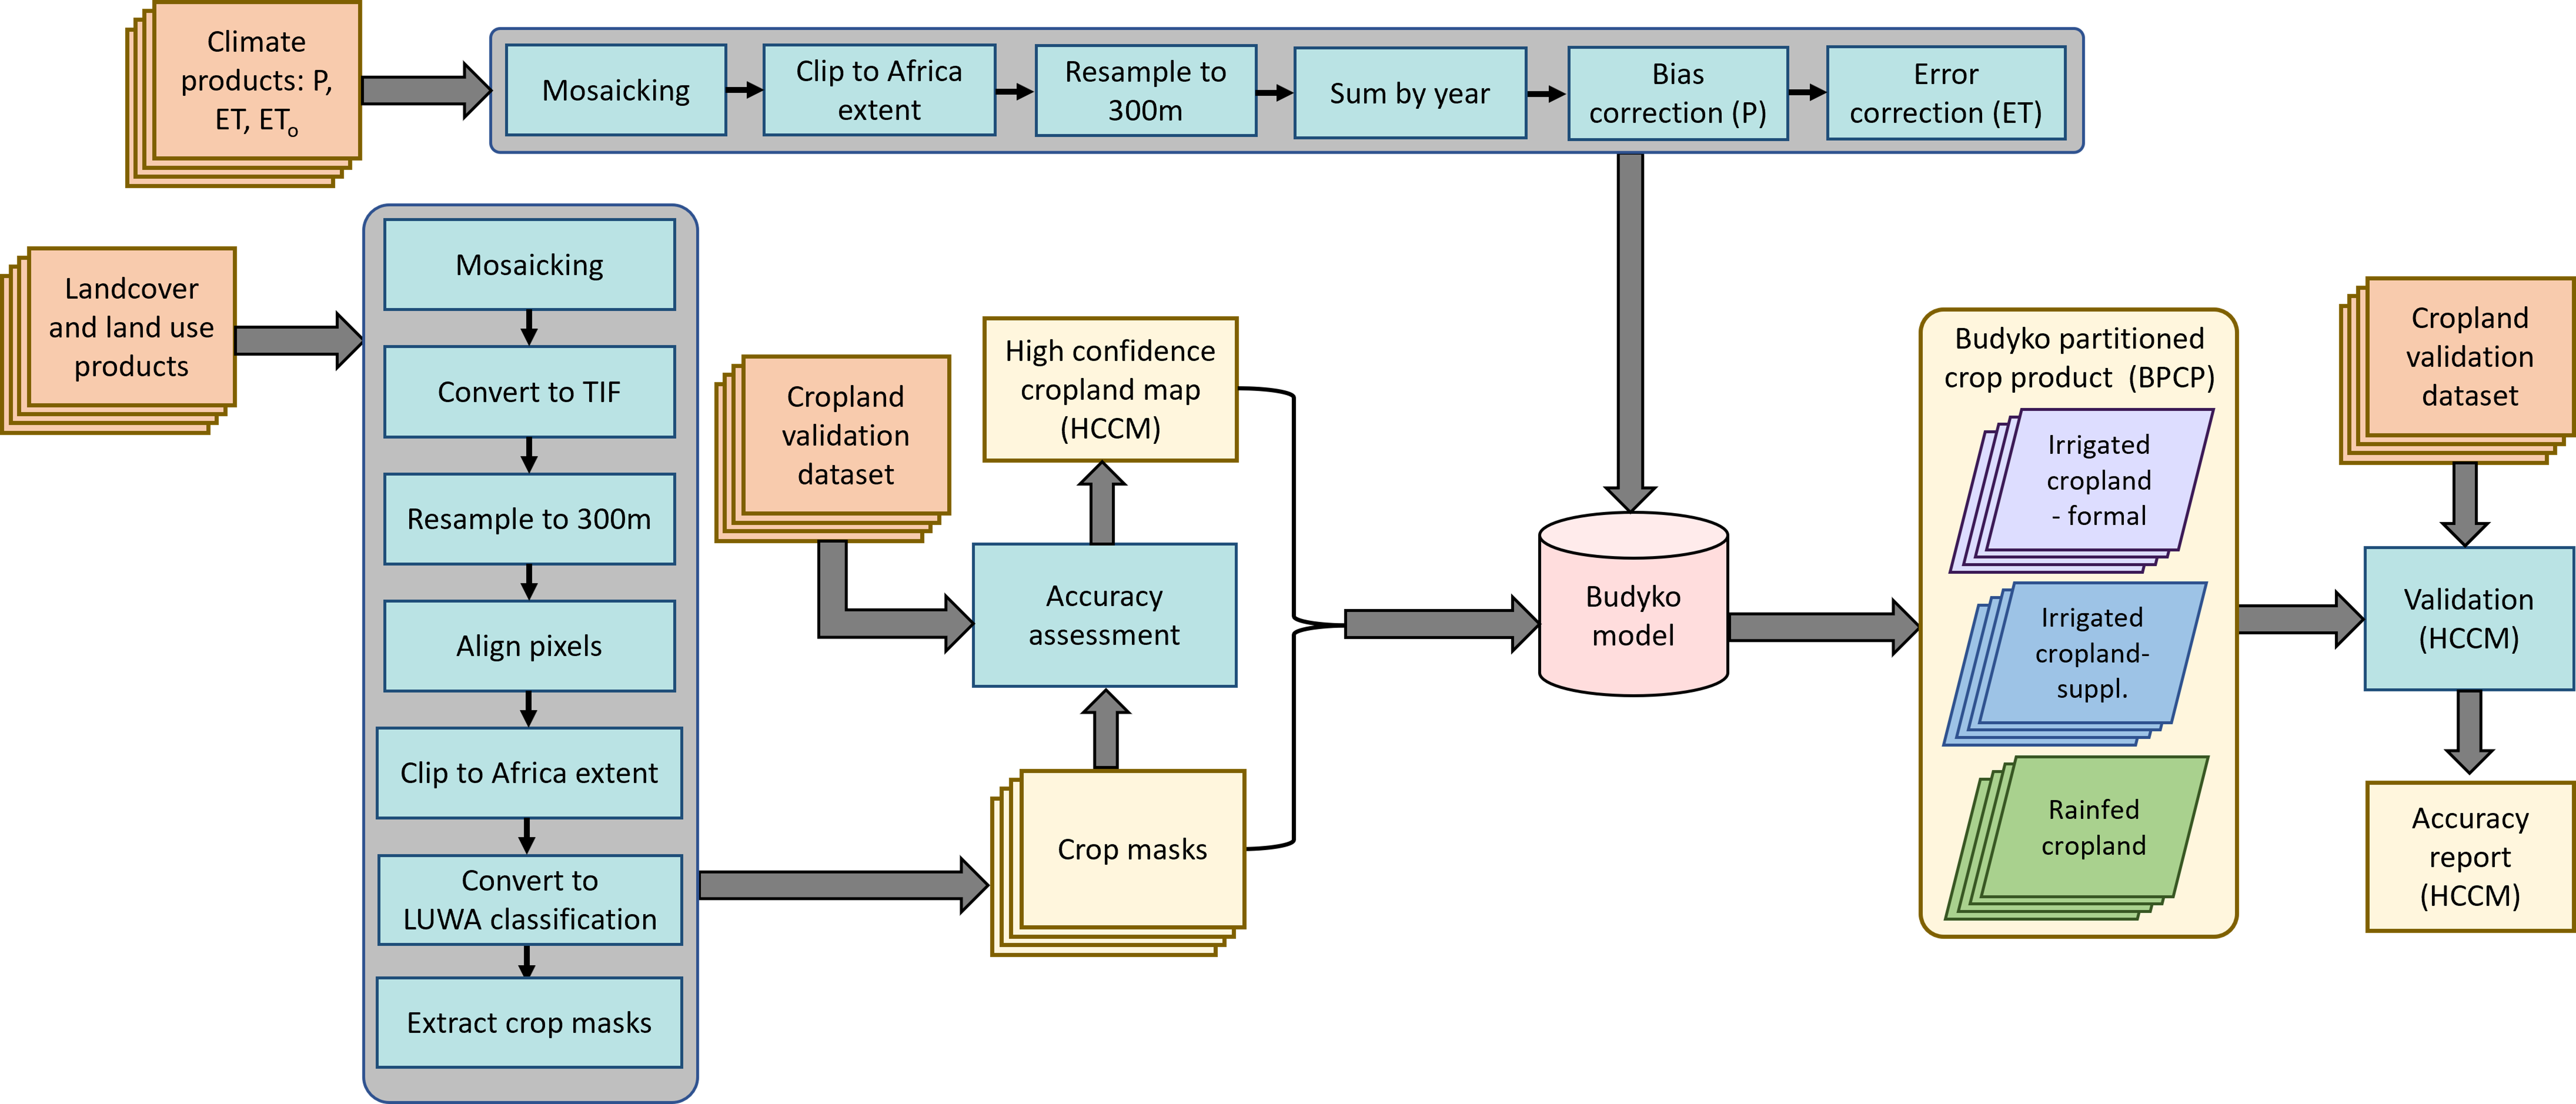 Climate
products: P,
ET, ETo
Mosaicking
Clip to Africa
extent
Resample to
300m
Sum by year
Bias
correction (P)
Error
correction (ET)
Landcover
and land use
products
Mosaicking
Convert to TIF
Resample to 300m
Align pixels
Clip to Africa extent
Convert to
LUWA classification
Extract crop masks
Cropland
validation
dataset
High confidence
cropland map
(HCCM)
Accuracy
assessment
Crop masks
Budyko
model
Budyko partitioned
crop product (BPCP)
Irrigated
cropland
- formal
Irrigated
cropland-
suppl.
Rainfed
cropland
Cropland
validation
dataset
Validation
(HCCM)
Accuracy
report
(HCCM)